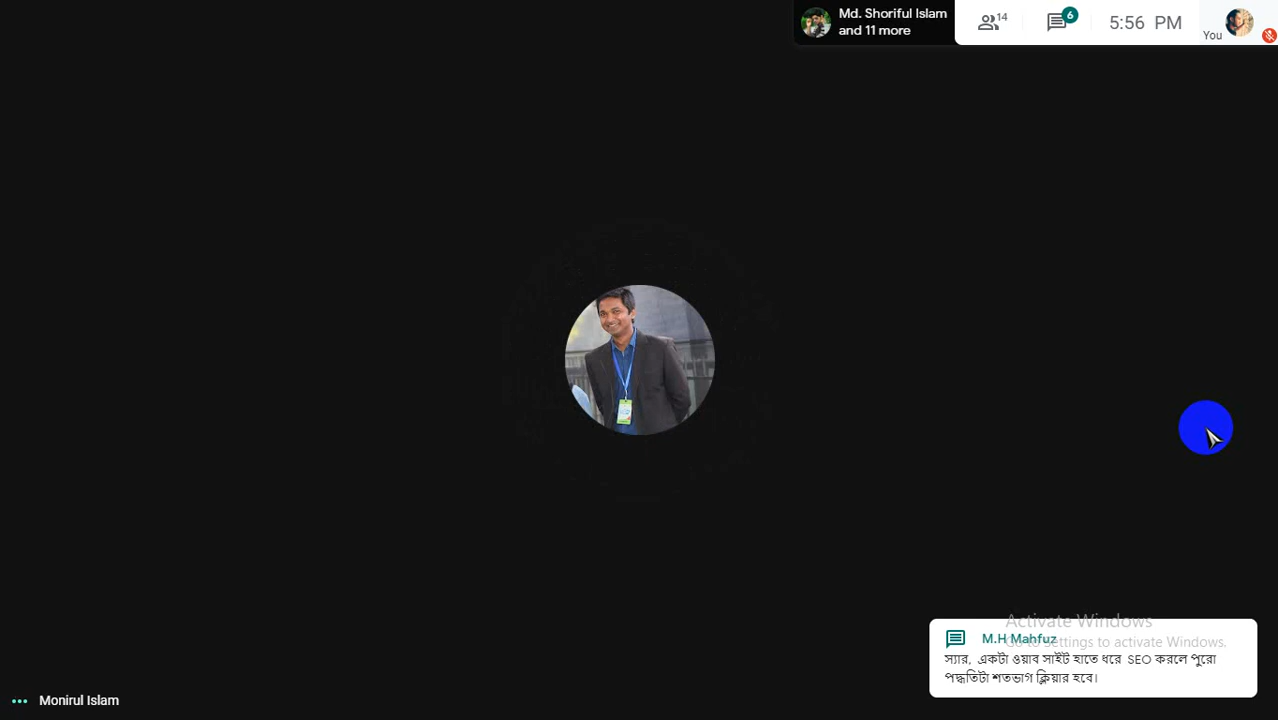 Md. Shoriful Islam
and 11 more
14
6
5:56 PM
You
Activate Windows
Go to Settings to activate Windows.
M.H Mahfuz
স্যার, একটা ওয়াব সাইট হাতে ধরে SEO করলে পুরো
পদ্ধতিটা শতভাগ ক্লিয়ার হবে।
Monirul Islam